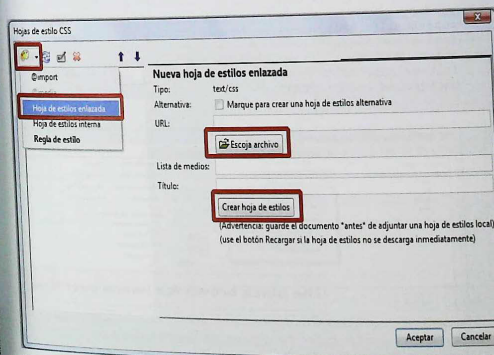 Hojas de estilo CSS
@import
@media
Hoja de estilos enlazada
Hoja de estilos interna
Regla de estilo
Nueva hoja de estilos enlazada
Tipo: text/css
Alternativa: Marque para crear una hoja de estilos alternativa
URL:
Escoja archivo
Lista de medios:
Título:
Crear hoja de estilos
(Advertencia: guarde el documento *antes* de adjuntar una hoja de estilos local)
(use el botón Recargar si la hoja de estilos no se descarga inmediatamente)
Aceptar Cancelar